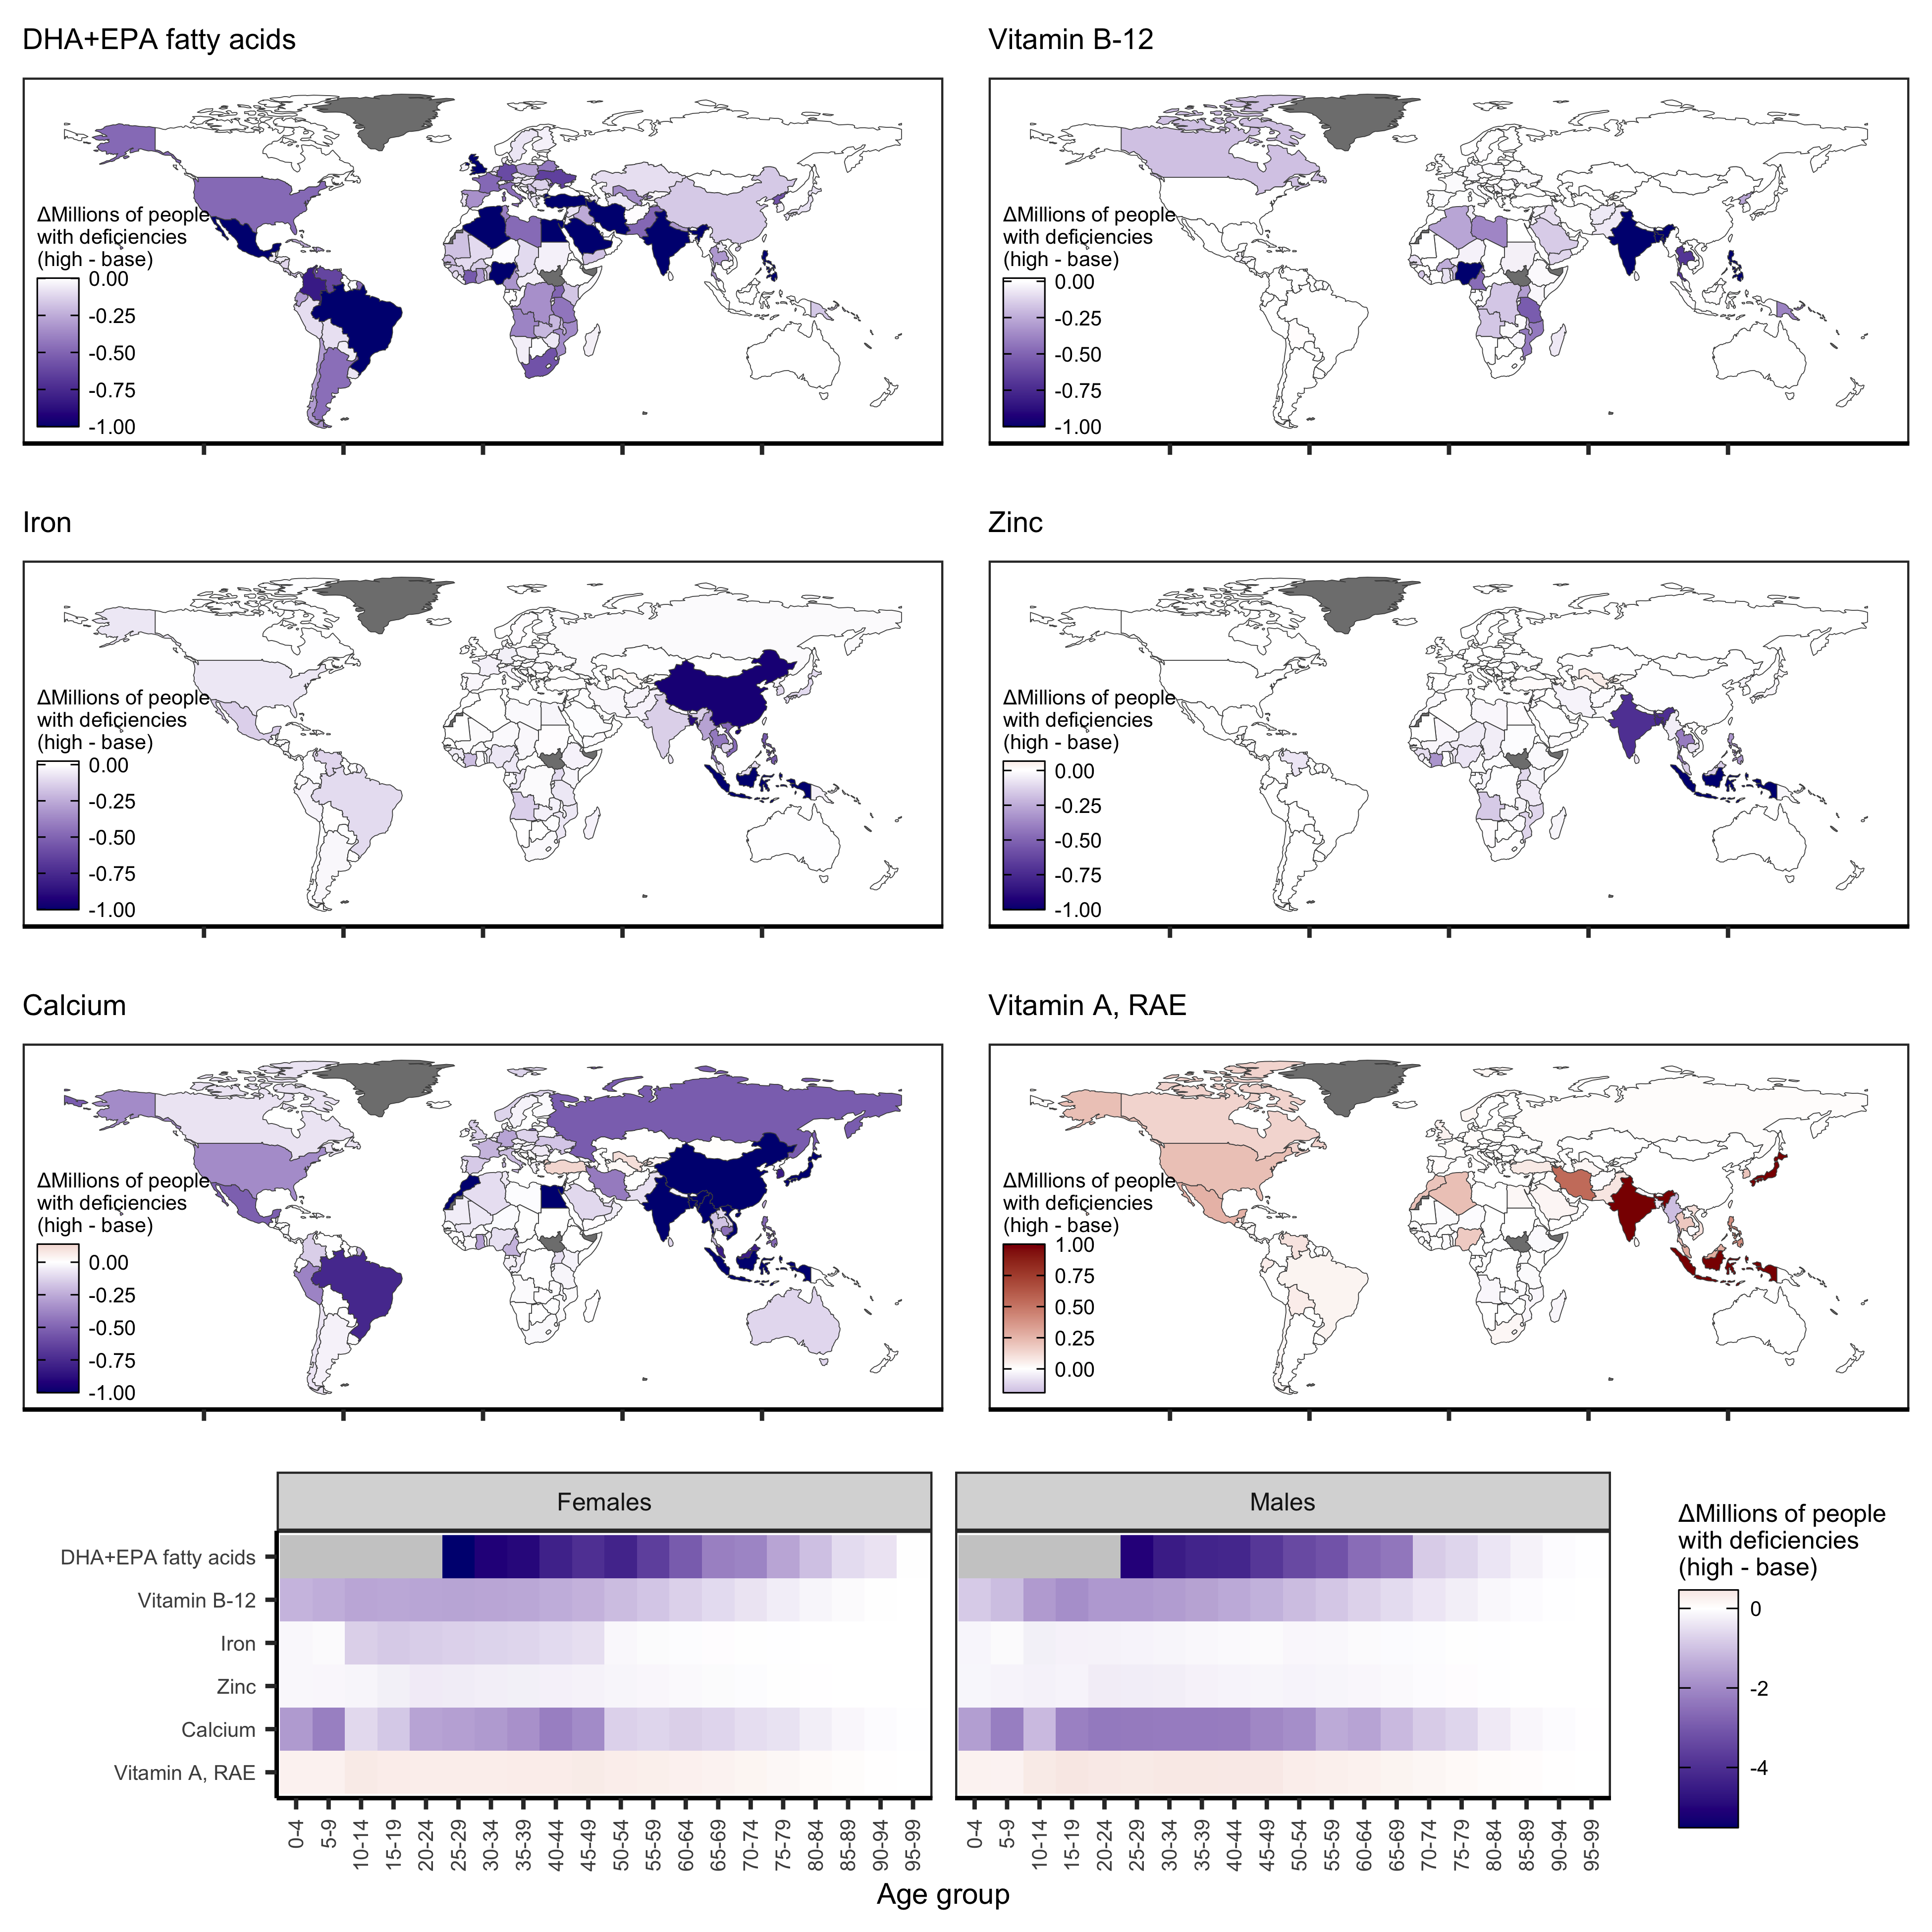 DHA+EPA fatty acids
Vitamin B-12
ΔMillions of people
with deficiencies
(high - base)
0.00
-0.25
-0.50
-0.75
-1.00
ΔMillions of people
with deficiencies
(high - base)
0.00
-0.25
-0.50
-0.75
-1.00
Iron
Zinc
ΔMillions of people
with deficiencies
(high - base)
0.00
-0.25
-0.50
-0.75
-1.00
ΔMillions of people
with deficiencies
(high - base)
0.00
-0.25
-0.50
-0.75
-1.00
Calcium
Vitamin A, RAE
ΔMillions of people
with deficiencies
(high - base)
0.00
-0.25
-0.50
-0.75
-1.00
ΔMillions of people
with deficiencies
(high - base)
1.00
0.75
0.50
0.25
0.00
Females
Males
DHA+EPA fatty acids
Vitamin B-12
Iron
Zinc
Calcium
Vitamin A, RAE
0-4 5-9 10-14 15-19 20-24 25-29 30-34 35-39 40-44 45-49 50-54 55-59 60-64 65-69 70-74 75-79 80-84 85-89 90-94 95-99
0-4 5-9 10-14 15-19 20-24 25-29 30-34 35-39 40-44 45-49 50-54 55-59 60-64 65-69 70-74 75-79 80-84 85-89 90-94 95-99
Age group
ΔMillions of people
with deficiencies
(high - base)
0
-2
-4